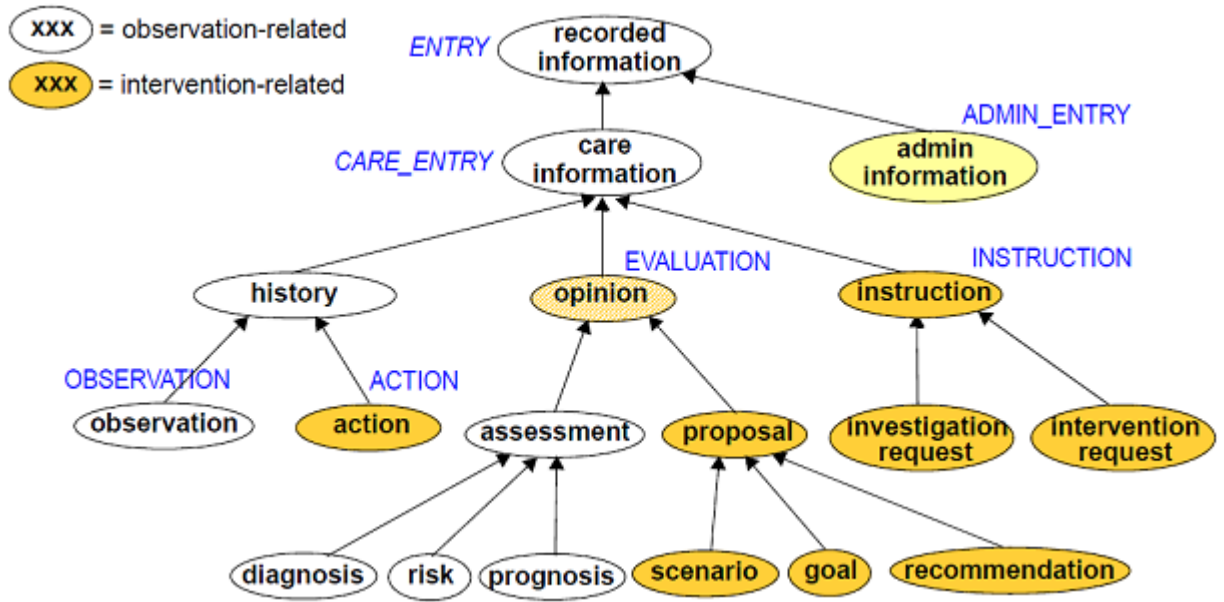 xxx = observation-related
xxx = intervention-related
ENTRY
recorded
information
ADMIN_ENTRY
CARE_ENTRY
care
information
admin
information
EVALUATION
INSTRUCTION
history
opinion
instruction
OBSERVATION
ACTION
observation
action
assessment
proposal
investigation
request
intervention
request
diagnosis
risk
prognosis
scenario
goal
recommendation